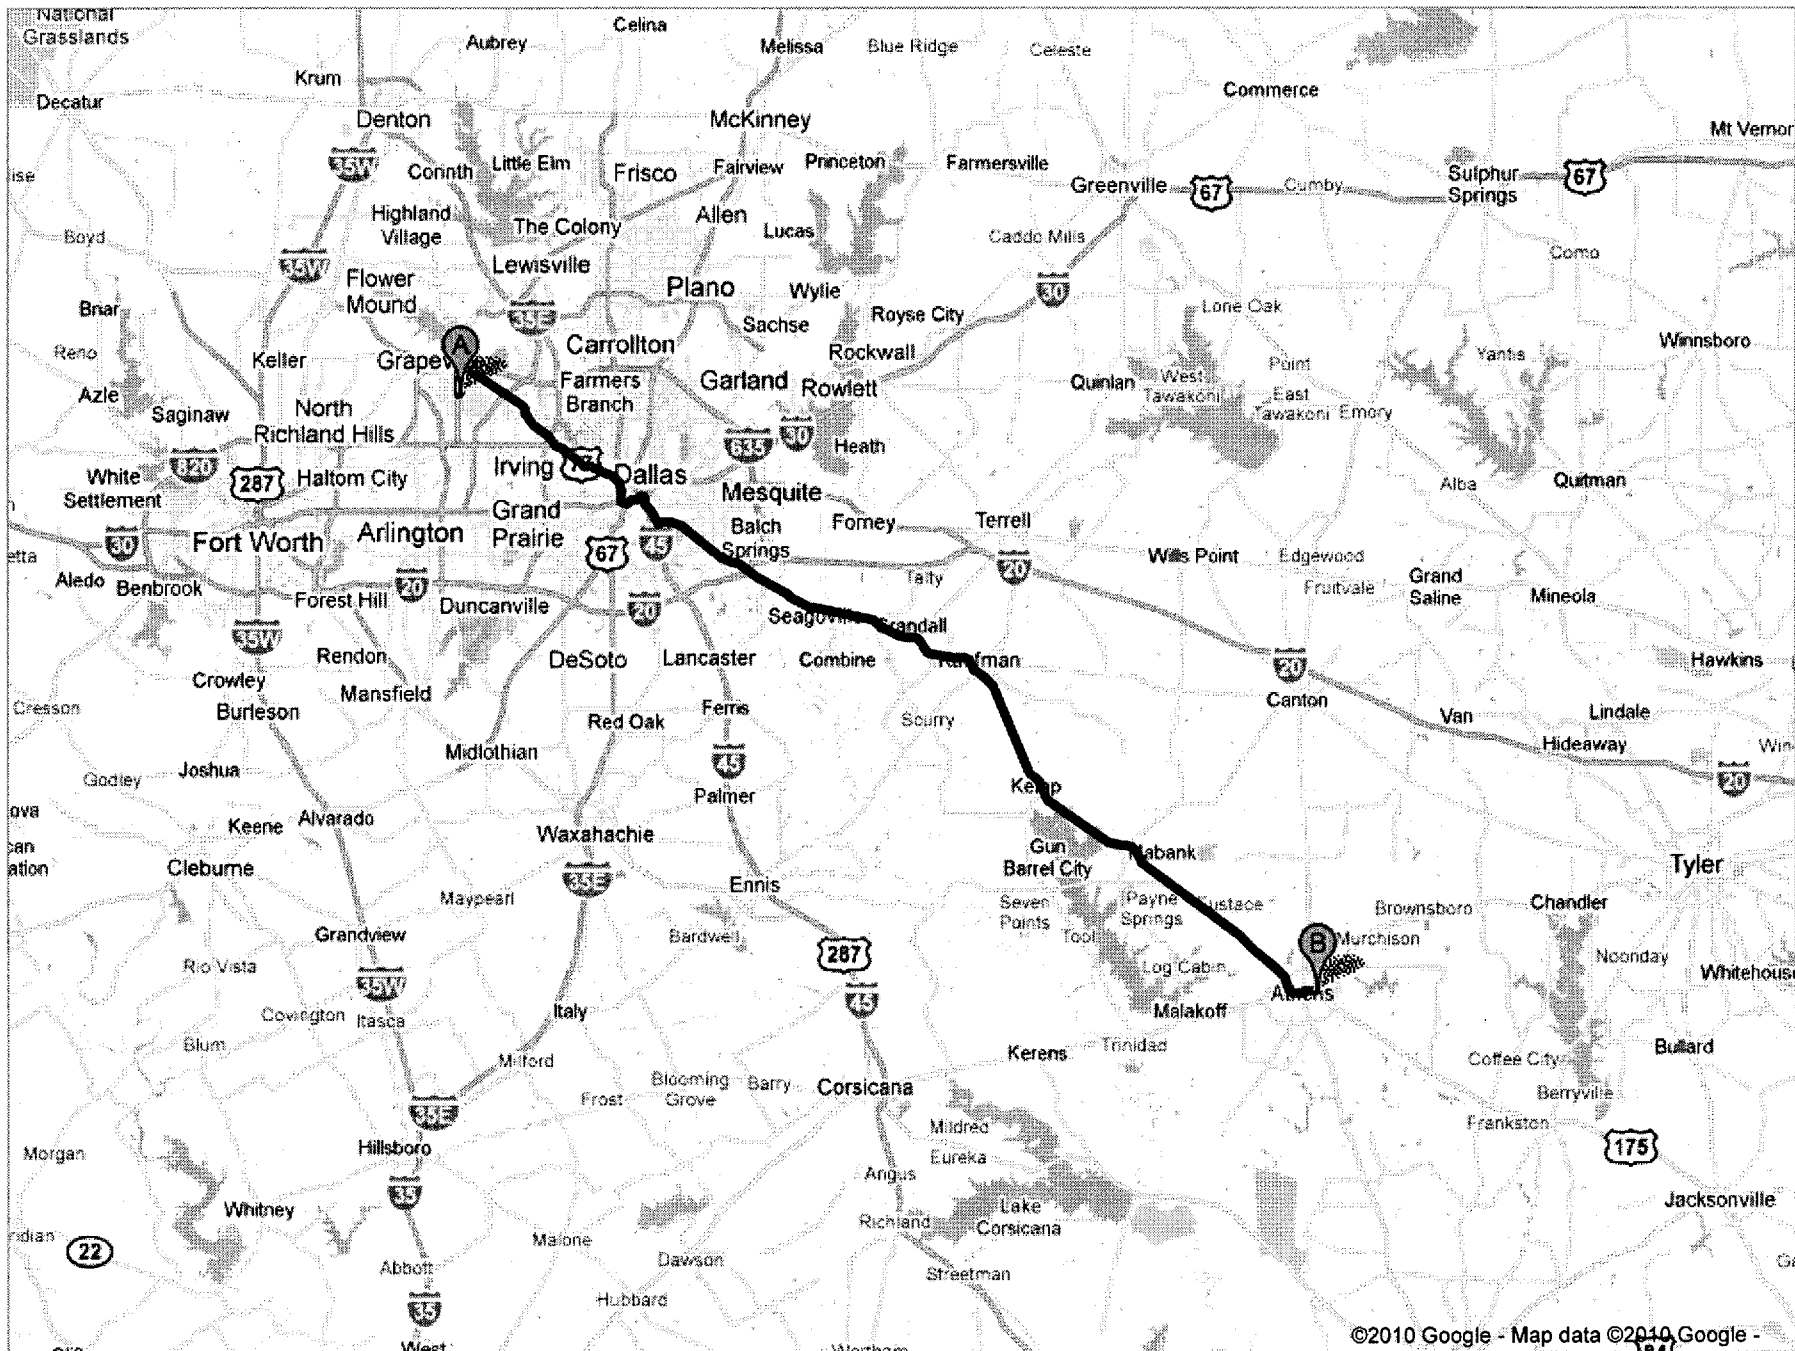 National
Grasslands
Celina
Aubrey
Melissa
Blue Ridge
Celeste
Krum
Commerce
Decatur
Denton
McKinney
Mt Vernon
35W
Corinth
Little Elm
Frisco
Fairview
Princeton
Farmersville
Greenville
67
Cumby
Sulphur
Springs
67
Highland
Village
The Colony
Allen
Lucas
Caddo Mills
Boyd
Como
35W
Flower
Mound
Lewisville
Plano
Wylie
30
Briar
35E
Sachse
Royse City
Lone Oak
Reno
Keller
A
Carrollton
Rockwall
Point
Yantis
Winnsboro
Azle
Saginaw
North
Richland Hills
Farmers
Branch
Garland
Rowlett
Quinlan
West
Tawakoni
East
Tawakoni
Emory
820
White
Settlement
287
Haltom City
Irving
Dallas
635
30
Heath
Mesquite
Alba
Quitman
30
Fort Worth
Arlington
Grand
Prairie
67
45
Balch
Springs
Forney
Terrell
Wills Point
Edgewood
Fruitvale
Grand
Saline
Mineola
Aledo
Benbrook
Forest Hill
20
Duncanville
20
Talty
20
35W
Rendon
DeSoto
Lancaster
Combine
20
Hawkins
Crowley
Mansfield
Canton
Cresson
Burleson
Red Oak
Ferris
Scurry
Van
Lindale
Midlothian
Hideaway
Godley
Joshua
45
20
Palmer
Keene
Alvarado
Waxahachie
Gun
Barrel City
Tyler
Cleburne
35E
Ennis
Maypearl
Seven
Points
Payne
Springs
Brownsboro
Chandler
Grandview
Bardwell
287
Tool
B
Murchison
Rio Vista
35W
Log Cabin
Noonday
Whitehouse
45
Covington
Itasca
Italy
Malakoff
Blum
Milford
Kerens
Trinidad
Coffee City
Bullard
35E
Frost
Blooming
Grove
Barry
Corsicana
Berryville
Hillsboro
Mildred
Frankston
175
Morgan
Eureka
35
Angus
Whitney
Lake
Corsicana
Jacksonville
Richland
22
Malone
Abbott
Dawson
Streetman
35
Hubbard
©2010 Google - Map data ©2010 Google -
West